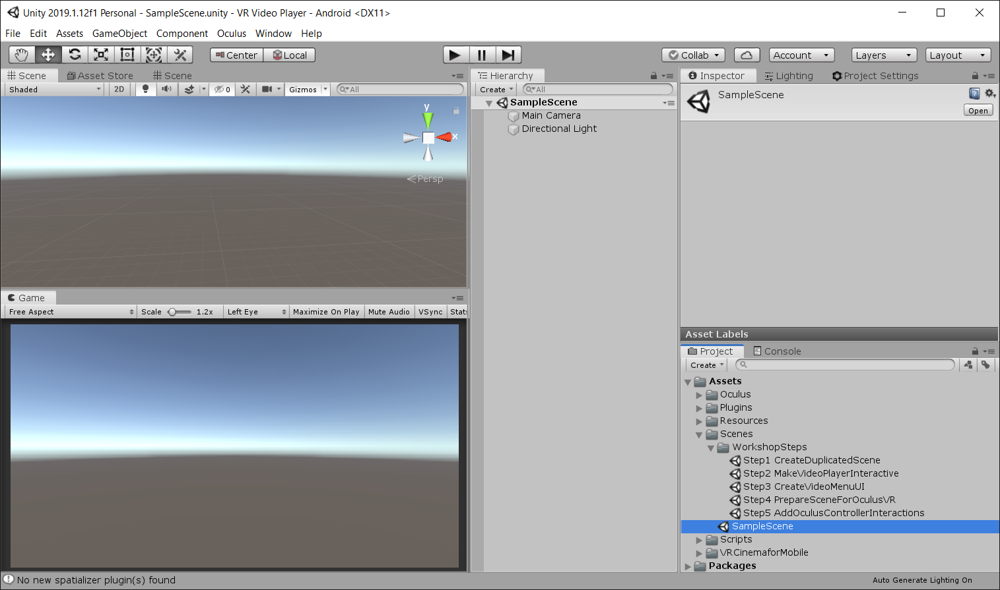 Unity 2019.1.12f1 Personal - SampleScene.unity - VR Video Player - Android <DX11>
File Edit Assets GameObject Component Oculus Window Help
Center Local Collab Account Layers Layout
Scene Asset Store Scene
Shaded 2D 0 Gizmos All
y
x
Persp
Game
Free Aspect Scale 1.2x Left Eye Maximize On Play Mute Audio VSync Stats
Hierarchy
Create All
SampleScene
Main Camera
Directional Light
Inspector Lighting Project Settings
SampleScene
Open
Asset Labels
Project Console
Create
Assets
Oculus
Plugins
Resources
Scenes
WorkshopSteps
Step1 CreateDuplicatedScene
Step2 MakeVideoPlayerInteractive
Step3 CreateVideoMenuUI
Step4 PrepareSceneForOculusVR
Step5 AddOculusControllerInteractions
SampleScene
Scripts
VRCinemaforMobile
Packages
No new spatializer plugin(s) found
Auto Generate Lighting On